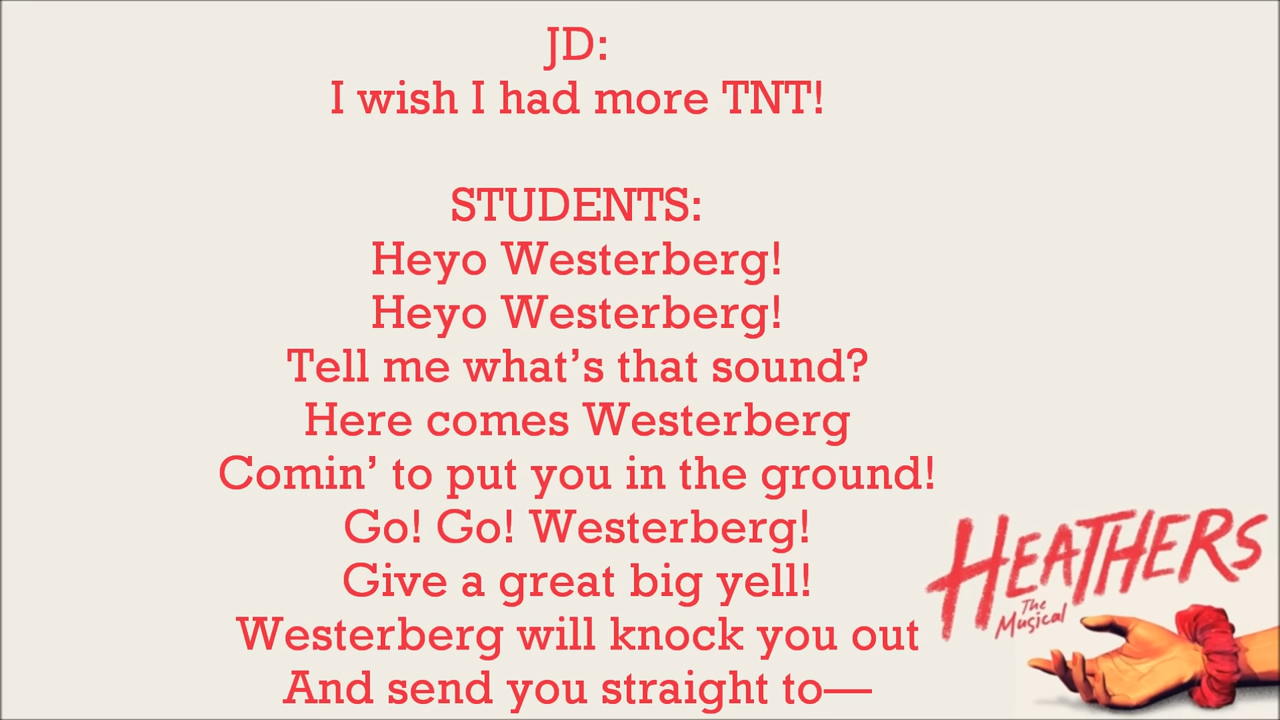 JD:
I wish I had more TNT!
STUDENTS:
Heyo Westerberg!
Heyo Westerberg!
Tell me what’s that sound?
Here comes Westerberg
Comin’ to put you in the ground!
Go! Go! Westerberg!
Give a great big yell!
Westerberg will knock you out
And send you straight to—
HEATHERS
The
Musical